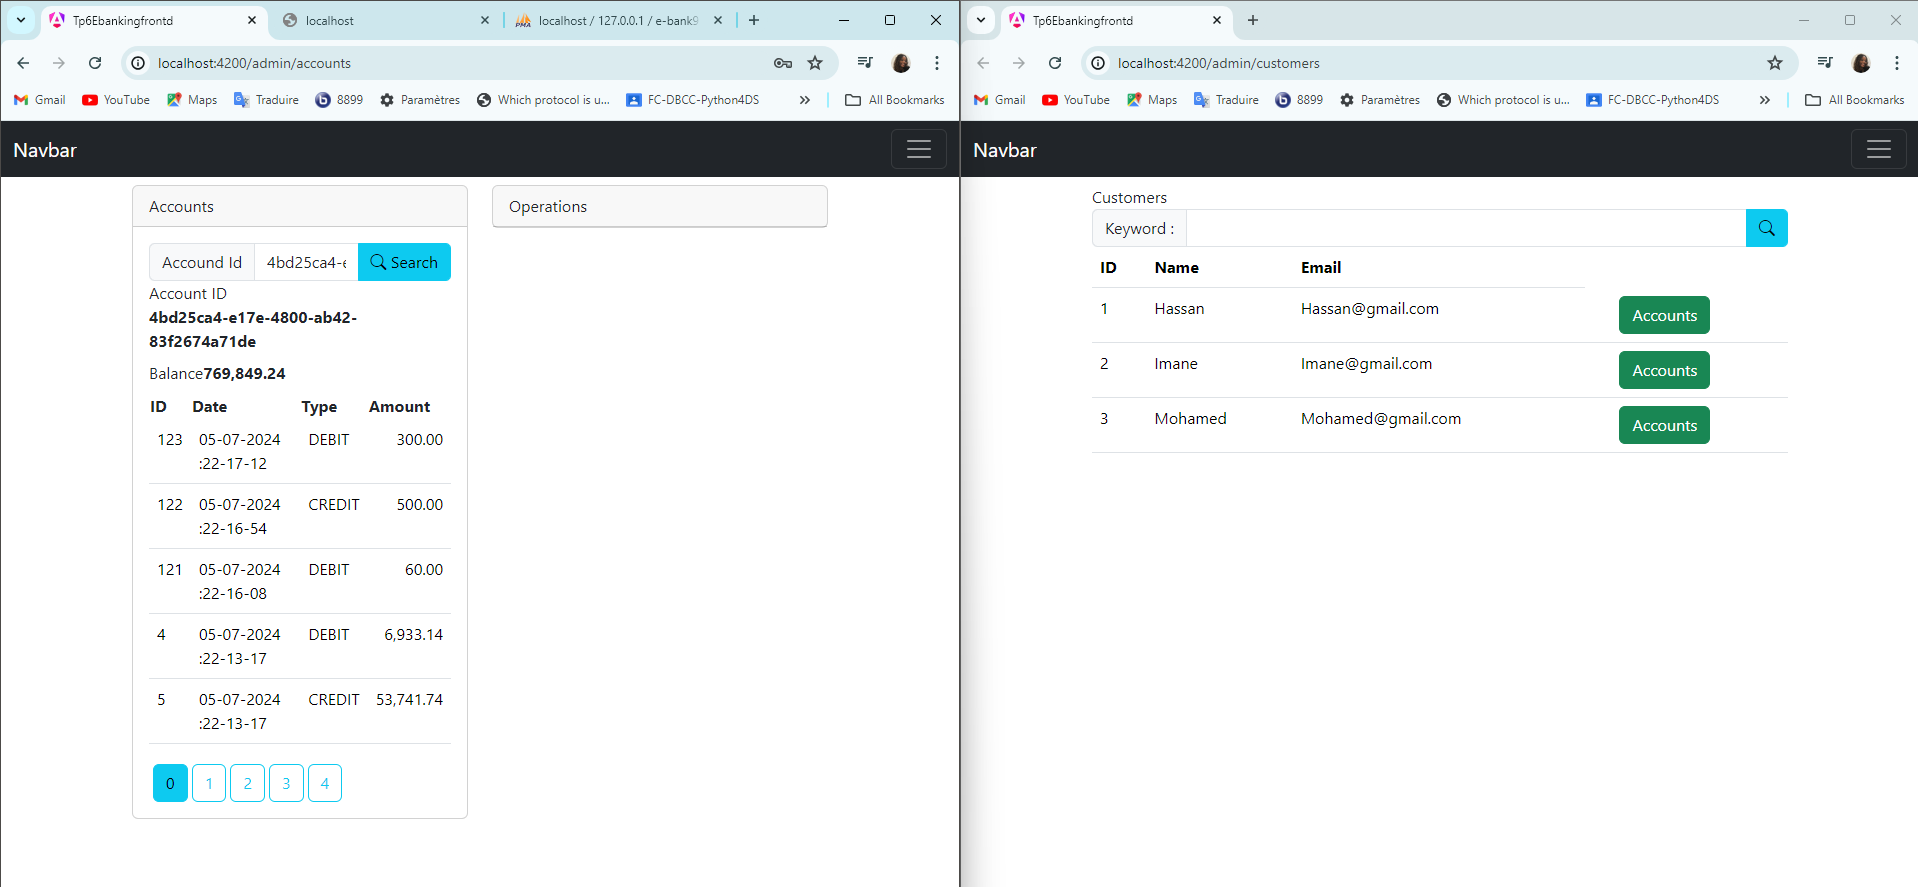 Tp6Ebankingfrontd
localhost
localhost / 127.0.0.1 / e-bank9
localhost:4200/admin/accounts
Gmail
YouTube
Maps
Traduire
8899
Paramètres
Which protocol is u...
FC-DBCC-Python4DS
»
All Bookmarks
Navbar
Accounts
Accound Id
4bd25ca4-e
Search
Account ID
4bd25ca4-e17e-4800-ab42-
83f2674a71de
Balance769,849.24
ID Date Type Amount
123 05-07-2024 DEBIT 300.00
:22-17-12
122 05-07-2024 CREDIT 500.00
:22-16-54
121 05-07-2024 DEBIT 60.00
:22-16-08
4 05-07-2024 DEBIT 6,933.14
:22-13-17
5 05-07-2024 CREDIT 53,741.74
:22-13-17
0 1 2 3 4
Operations
Tp6Ebankingfrontd
localhost:4200/admin/customers
Gmail
YouTube
Maps
Traduire
8899
Paramètres
Which protocol is u...
FC-DBCC-Python4DS
»
All Bookmarks
Navbar
Customers
Keyword :
ID Name Email
1 Hassan Hassan@gmail.com Accounts
2 Imane Imane@gmail.com Accounts
3 Mohamed Mohamed@gmail.com Accounts